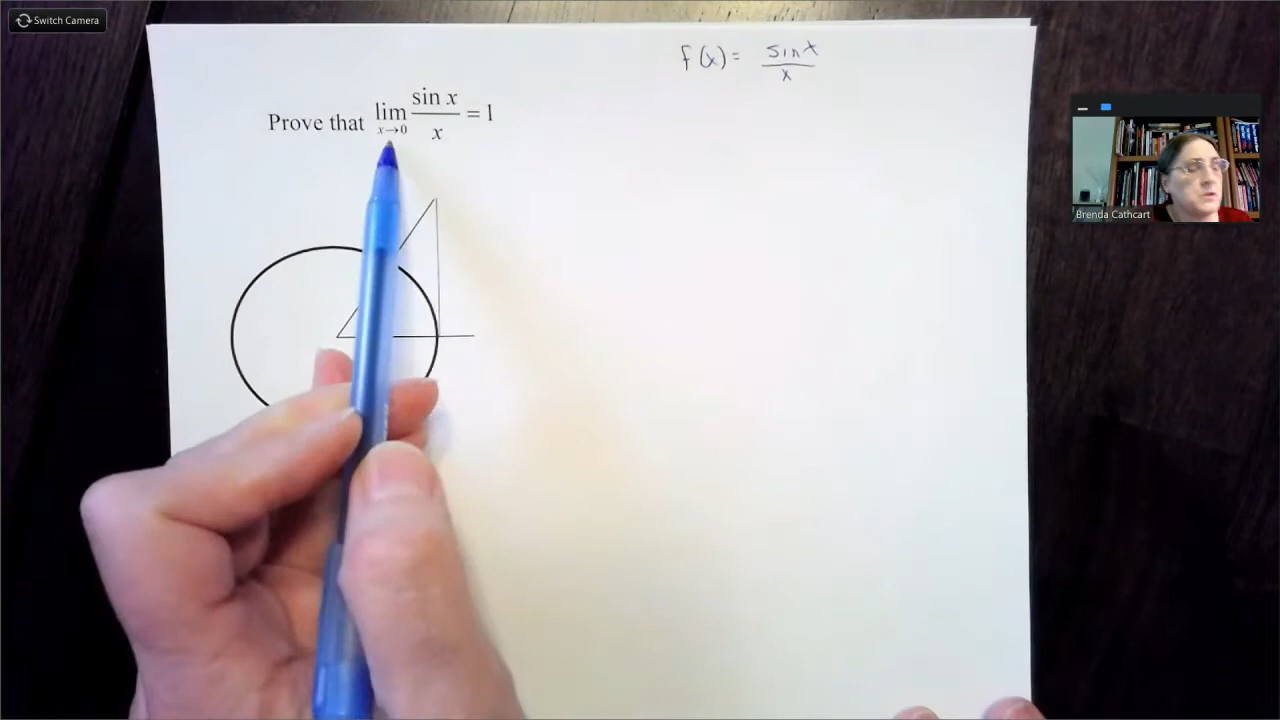 Switch Camera
f(x) = sin x / x
Prove that lim x→0 sin x / x = 1
Brenda Cathcart